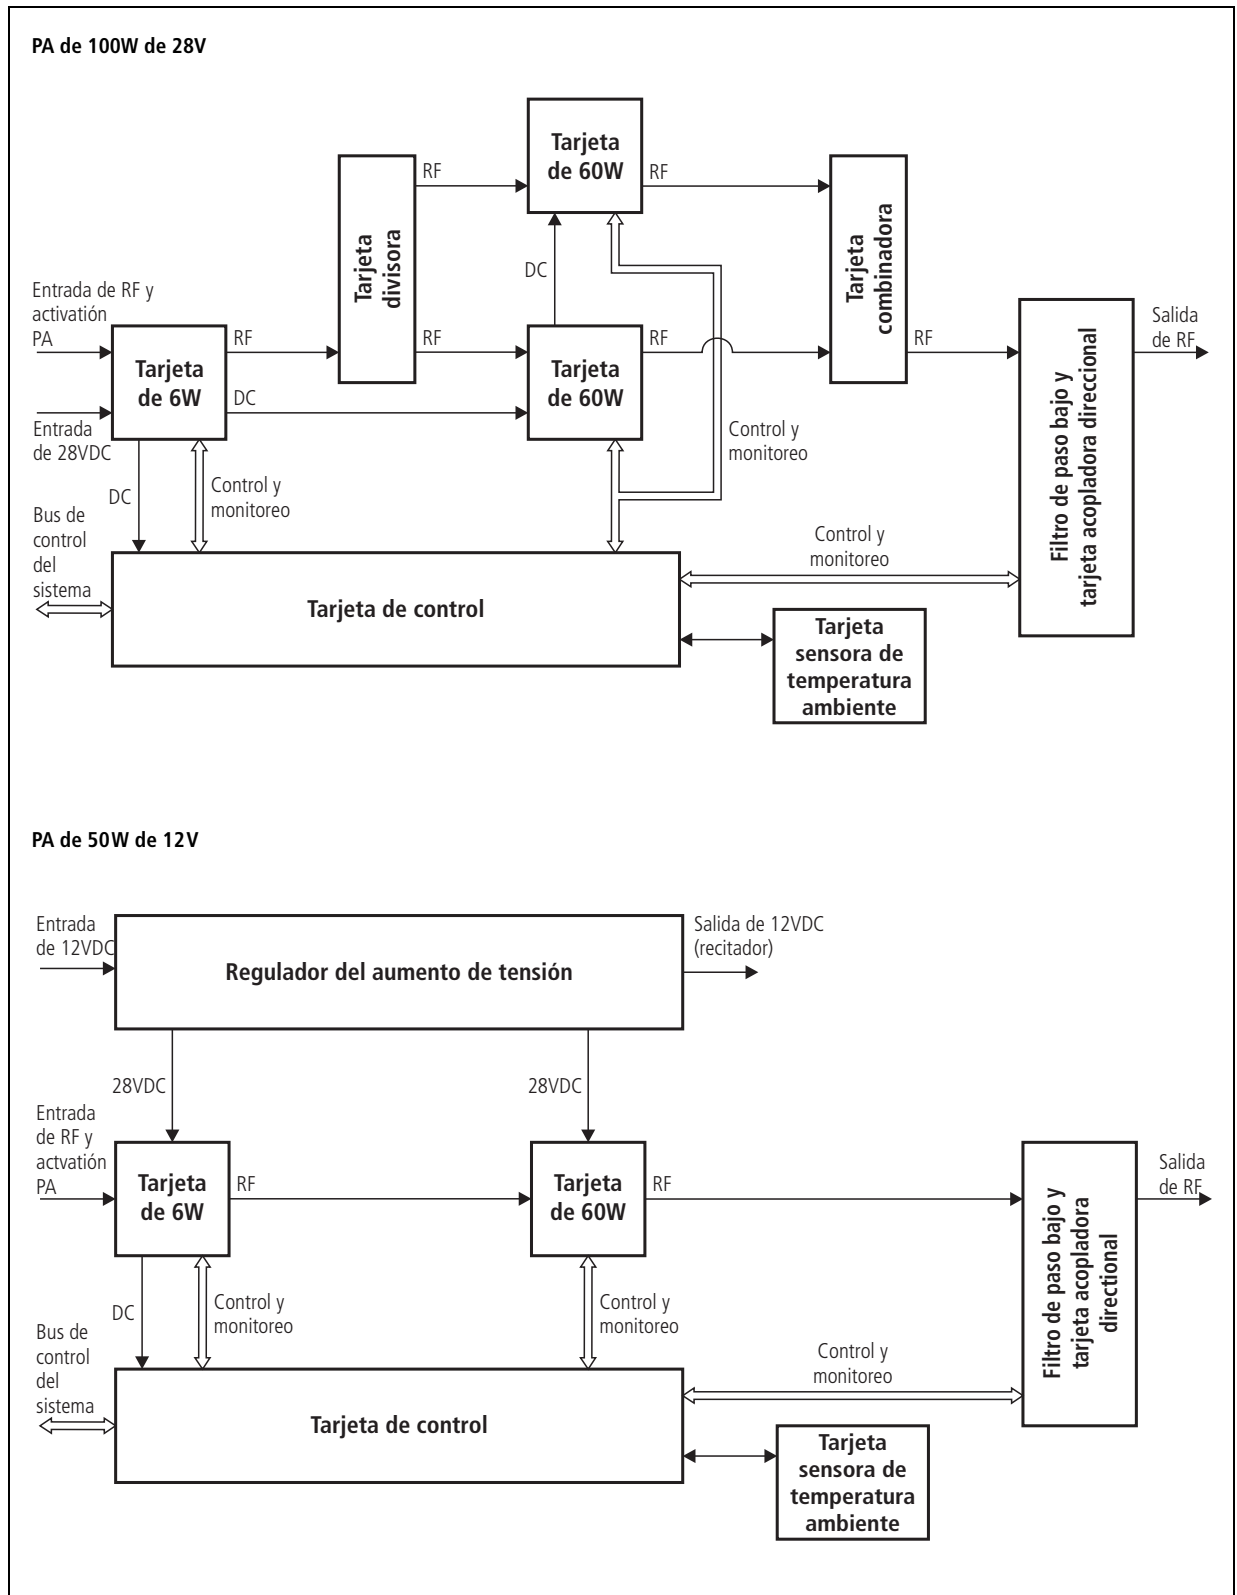 PA de 100W de 28V
Tarjeta
de 60W
RF
RF
Tarjeta
divisora
Tarjeta
combinadora
DC
Entrada de RF y
activatión
PA
Tarjeta
de 6W
RF
RF
Tarjeta
de 60W
RF
RF
Filtro de paso bajo y
tarjeta acopladora direccional
Salida
de RF
DC
Entrada
de 28VDC
Control y
monitoreo
DC
Control y
monitoreo
Bus de
control
del
sistema
Control y
monitoreo
Tarjeta de control
Tarjeta
sensora de
temperatura
ambiente
PA de 50W de 12V
Entrada
de 12VDC
Regulador del aumento de tensión
Salida de 12VDC
(recitador)
28VDC
28VDC
Entrada
de RF y
actvatión
PA
Tarjeta
de 6W
RF
Tarjeta
de 60W
RF
Filtro de paso bajo y
tarjeta acopladora
directional
Salida
de RF
DC
Control y
monitoreo
Control y
monitoreo
Bus de
control
del
sistema
Control y
monitoreo
Tarjeta de control
Tarjeta
sensora de
temperatura
ambiente